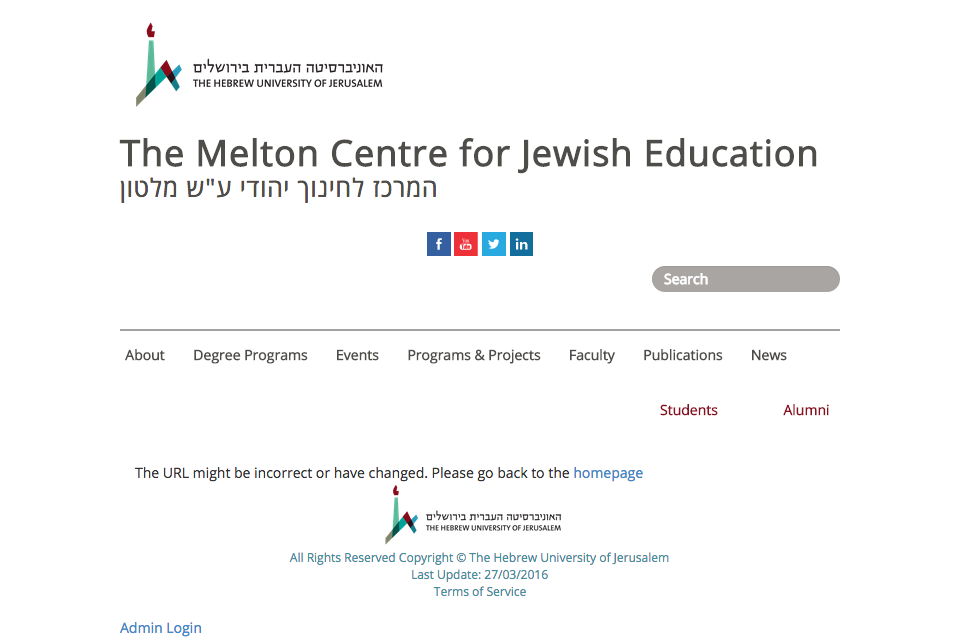 האוניברסיטה העברית בירושלים
THE HEBREW UNIVERSITY OF JERUSALEM
The Melton Centre for Jewish Education
המרכז לחינוך יהודי ע"ש מלטון
f You Tube in
Search
About Degree Programs Events Programs & Projects Faculty Publications News
Students Alumni
The URL might be incorrect or have changed. Please go back to the homepage
האוניברסיטה העברית בירושלים
THE HEBREW UNIVERSITY OF JERUSALEM
All Rights Reserved Copyright © The Hebrew University of Jerusalem
Last Update: 27/03/2016
Terms of Service
Admin Login